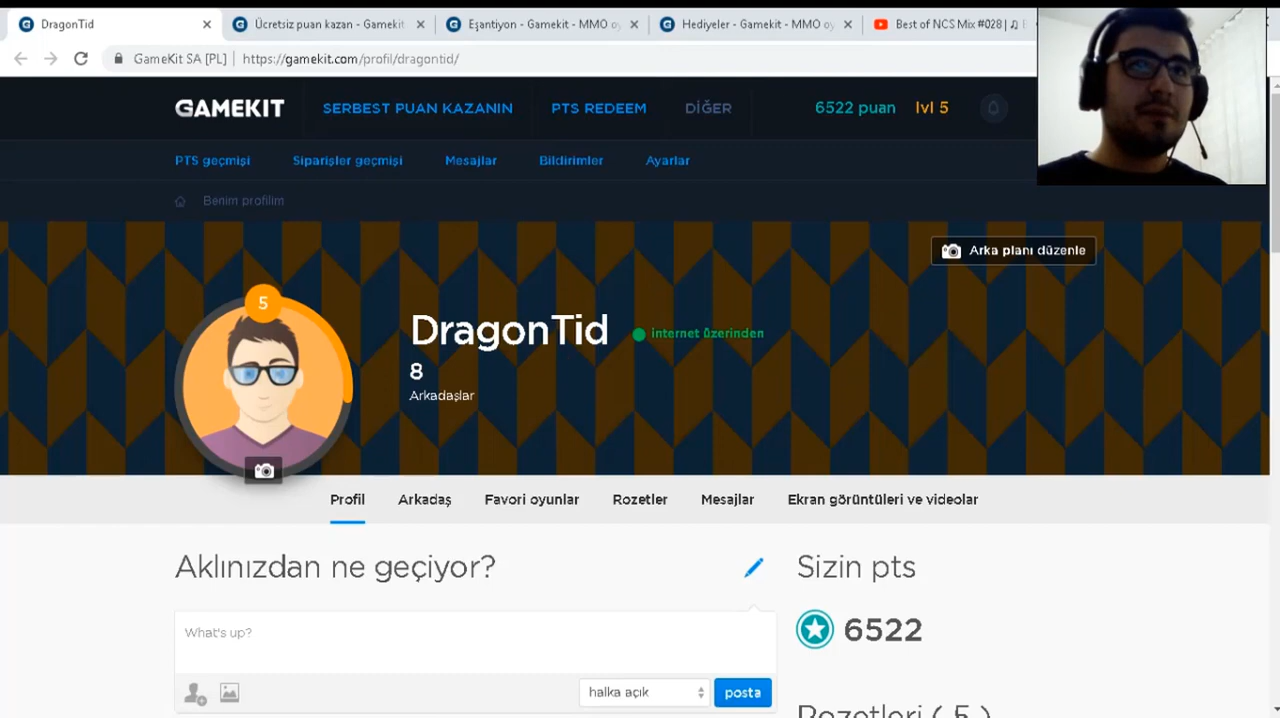 DragonTid
Ücretsiz puan kazan - Gamekit
Eşantiyon - Gamekit - MMO oy
Hediyeler - Gamekit - MMO oy
Best of NCS Mix #028 | ♫
GameKit SA [PL]
https://gamekit.com/profil/dragontid/
GAMEKIT
SERBEST PUAN KAZANIN
PTS REDEEM
DİĞER
6522 puan
lvl 5
PTS geçmişi
Siparişler geçmişi
Mesajlar
Bildirimler
Ayarlar
Benim profilim
Arka planı düzenle
5
DragonTid
internet üzerinden
8
Arkadaşlar
Profil
Arkadaş
Favori oyunlar
Rozetler
Mesajlar
Ekran görüntüleri ve videolar
Aklınızdan ne geçiyor?
Sizin pts
What's up?
6522
halka açık
posta
Rozetleri ( 5 )